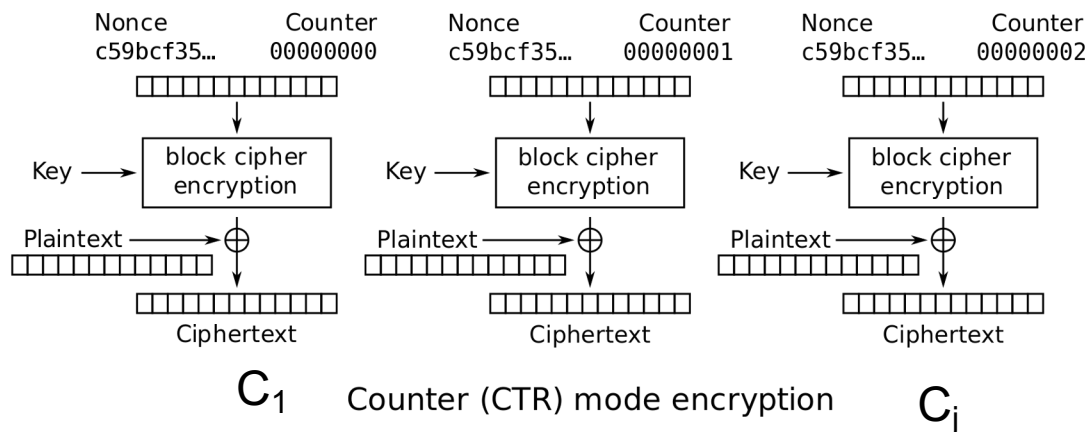 Nonce Counter Nonce Counter Nonce Counter
c59bcf35… 00000000 c59bcf35… 00000001 c59bcf35… 00000002
Key block cipher encryption Key block cipher encryption Key block cipher encryption
Plaintext Plaintext Plaintext
Ciphertext Ciphertext Ciphertext
C1 Counter (CTR) mode encryption Ci